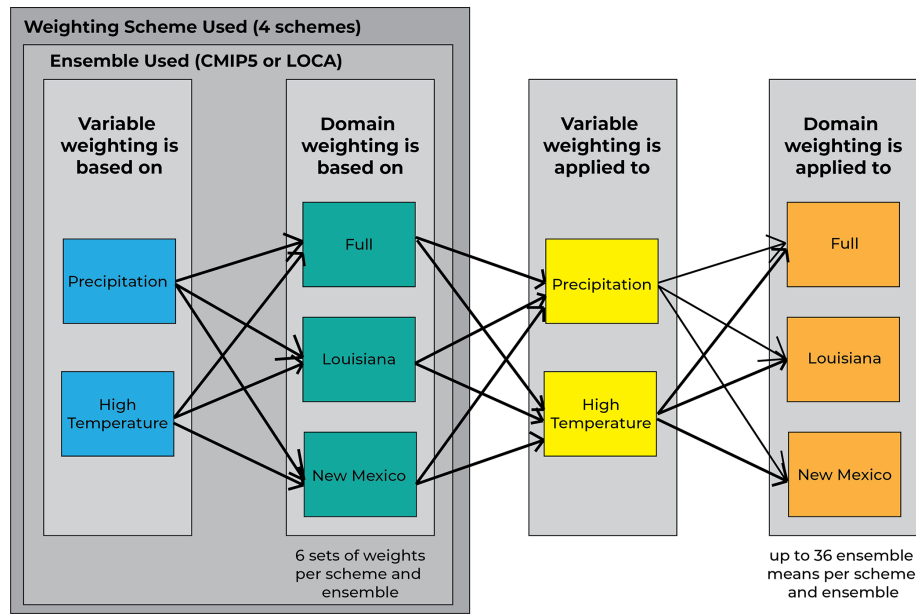 Weighting Scheme Used (4 schemes)
Ensemble Used (CMIP5 or LOCA)
Variable
weighting is
based on
Precipitation
High
Temperature
Domain
weighting is
based on
Full
Louisiana
New Mexico
6 sets of weights
per scheme and
ensemble
Variable
weighting is
applied to
Precipitation
High
Temperature
Domain
weighting is
applied to
Full
Louisiana
New Mexico
up to 36 ensemble
means per scheme
and ensemble